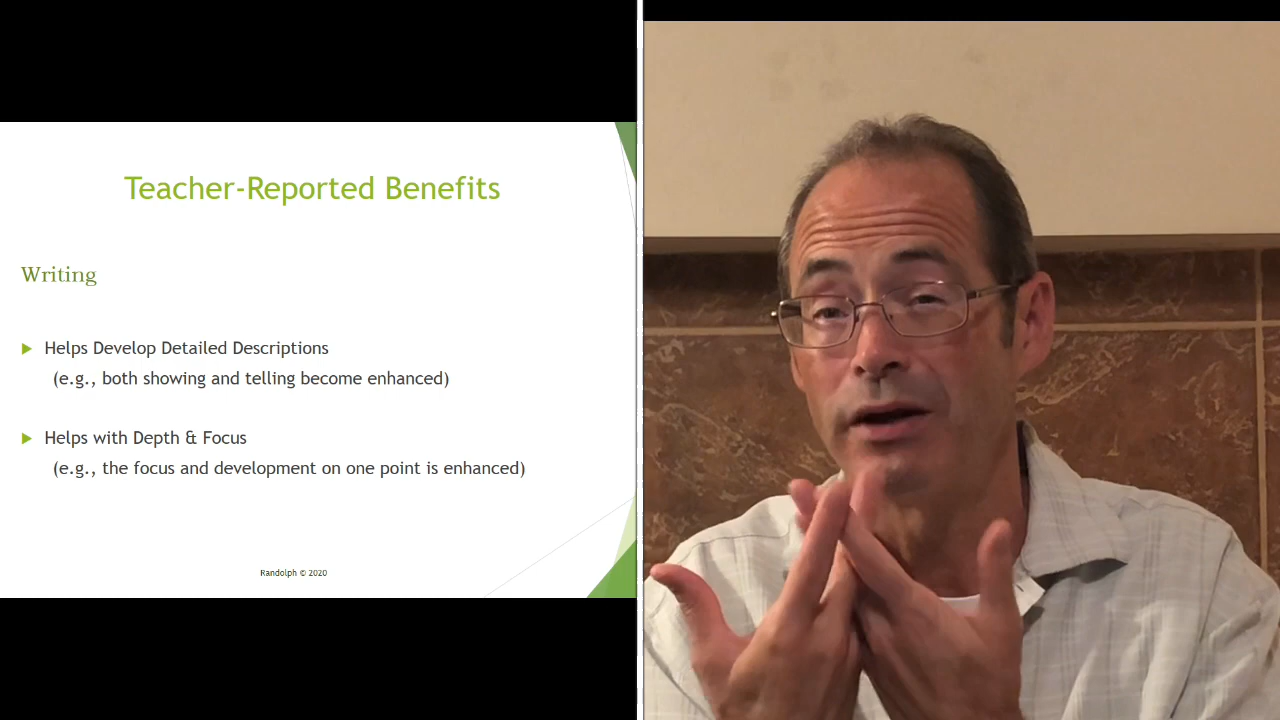 Teacher-Reported Benefits
Writing
Helps Develop Detailed Descriptions
(e.g., both showing and telling become enhanced)
Helps with Depth & Focus
(e.g., the focus and development on one point is enhanced)
Randolph © 2020